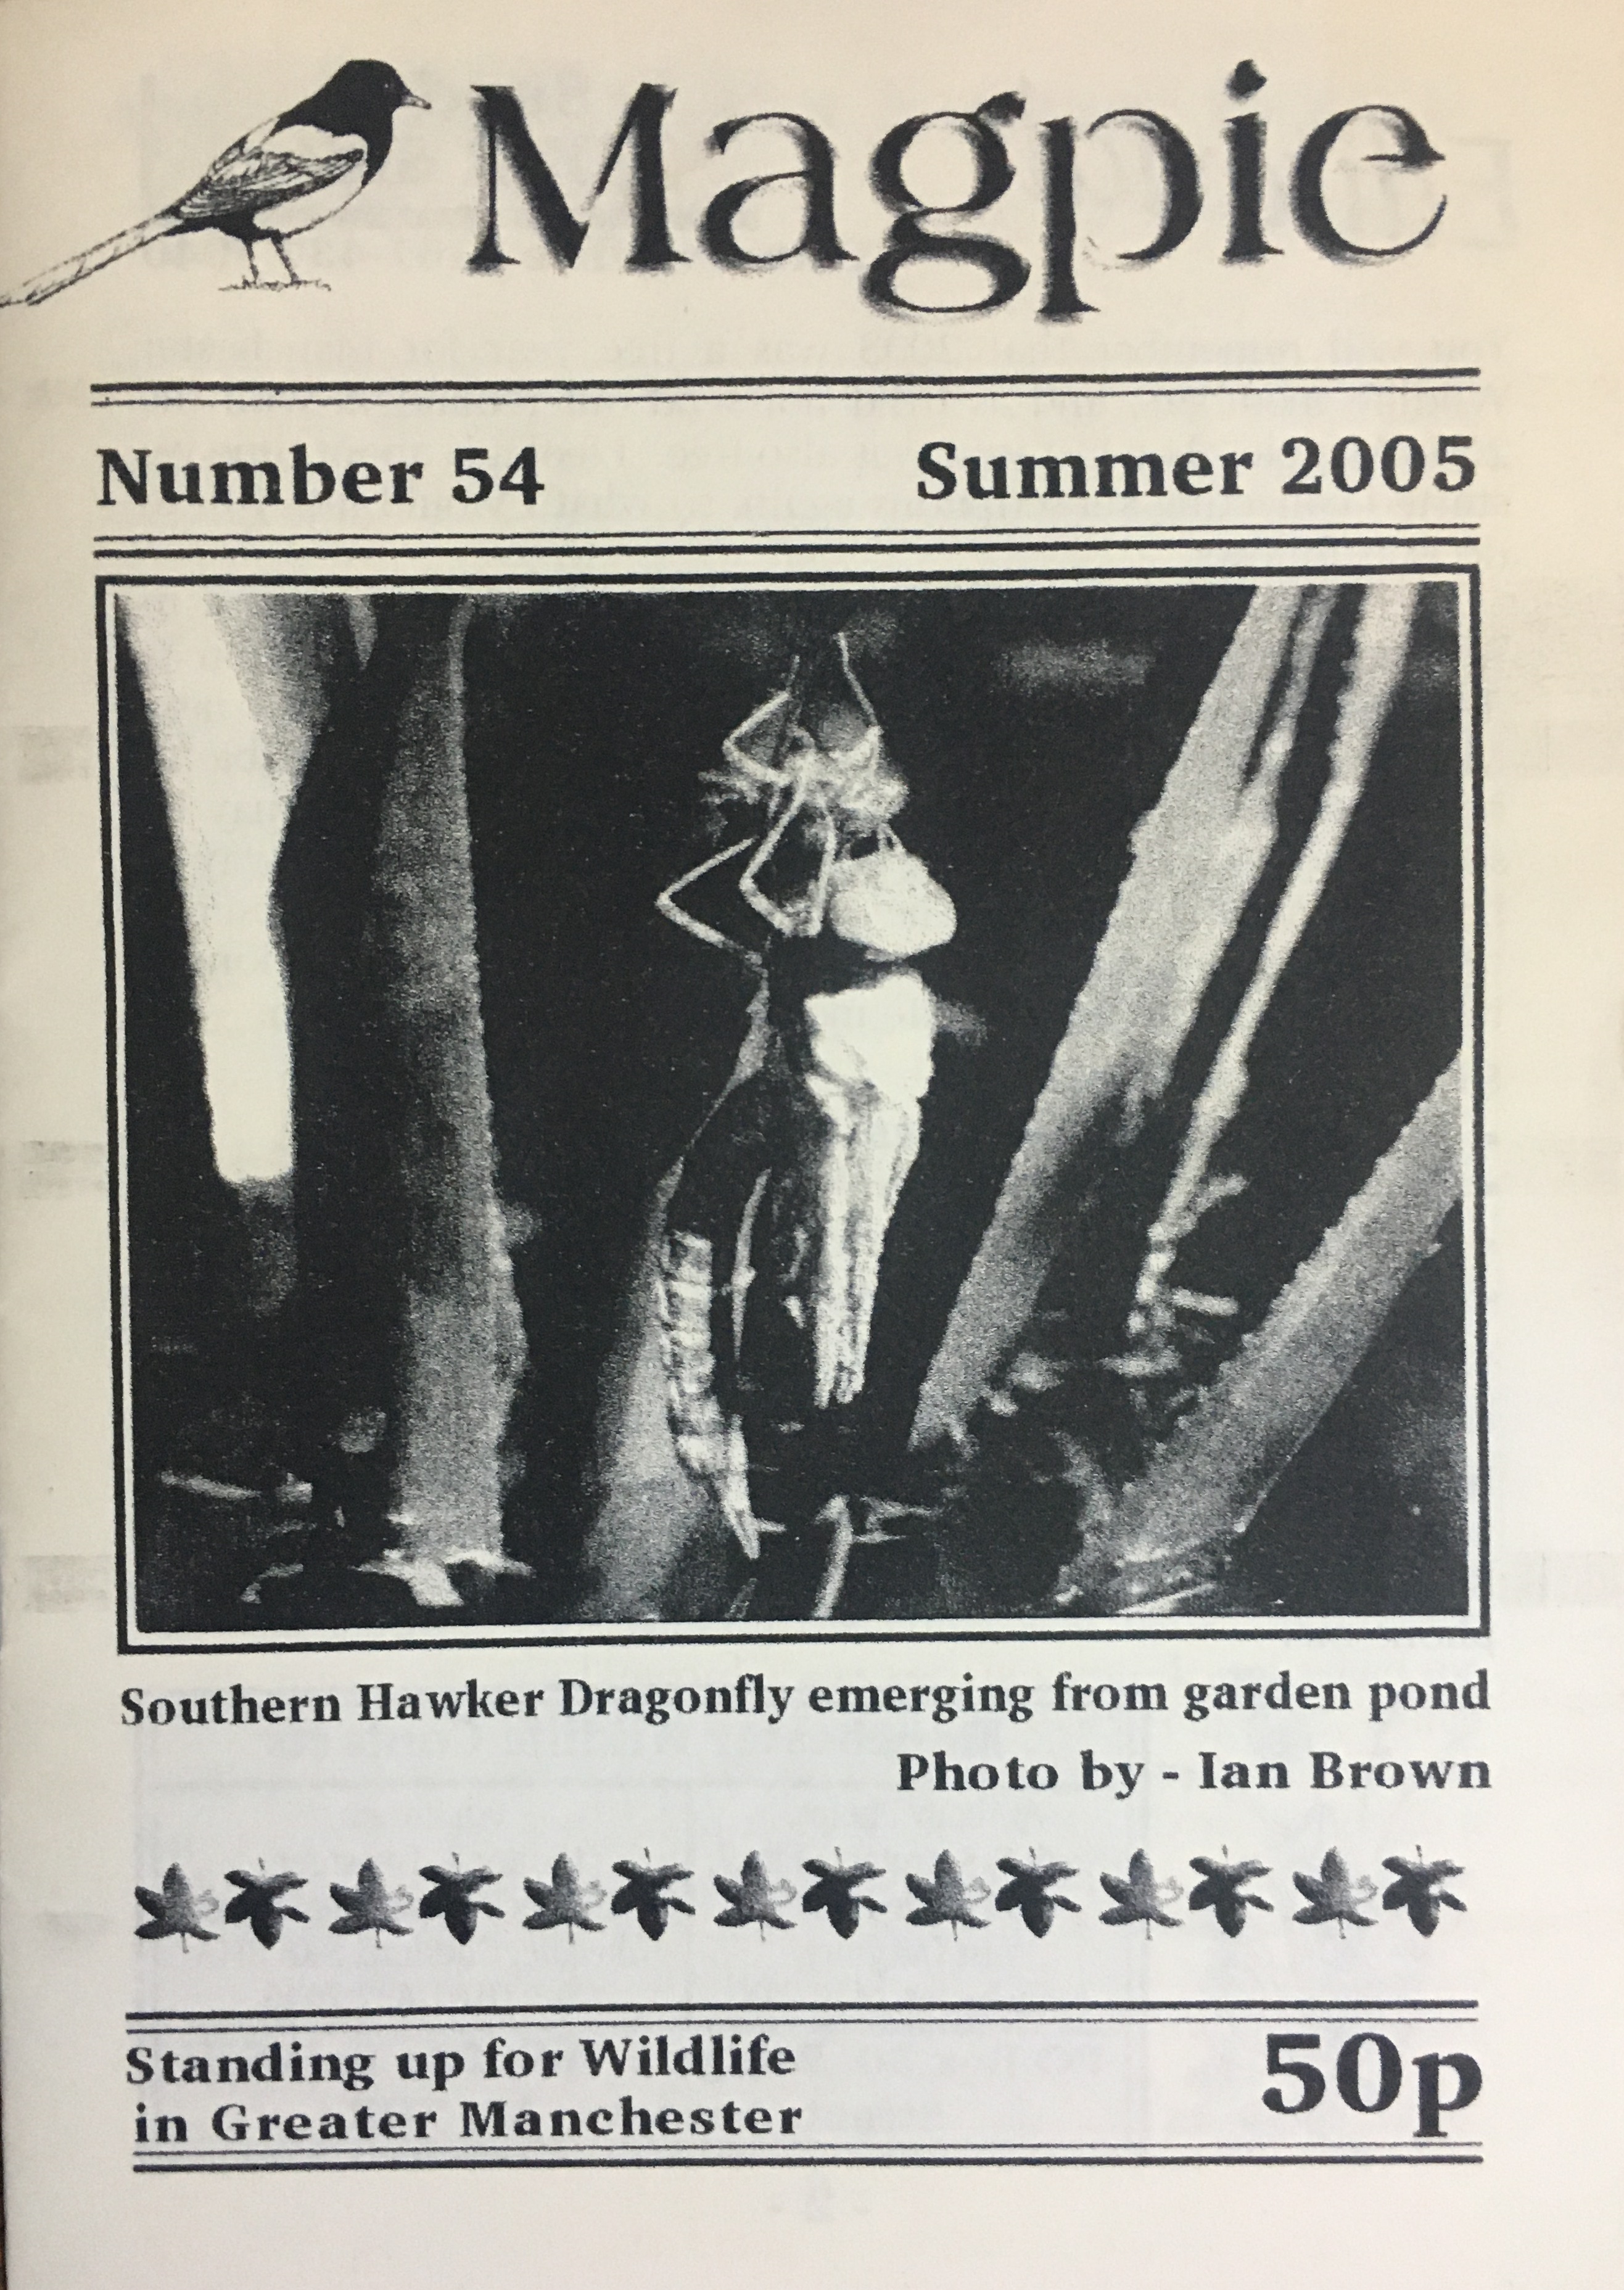 Magpie
Number 54 Summer 2005
Southern Hawker Dragonfly emerging from garden pond
Photo by - Ian Brown
Standing up for Wildlife
in Greater Manchester
50p